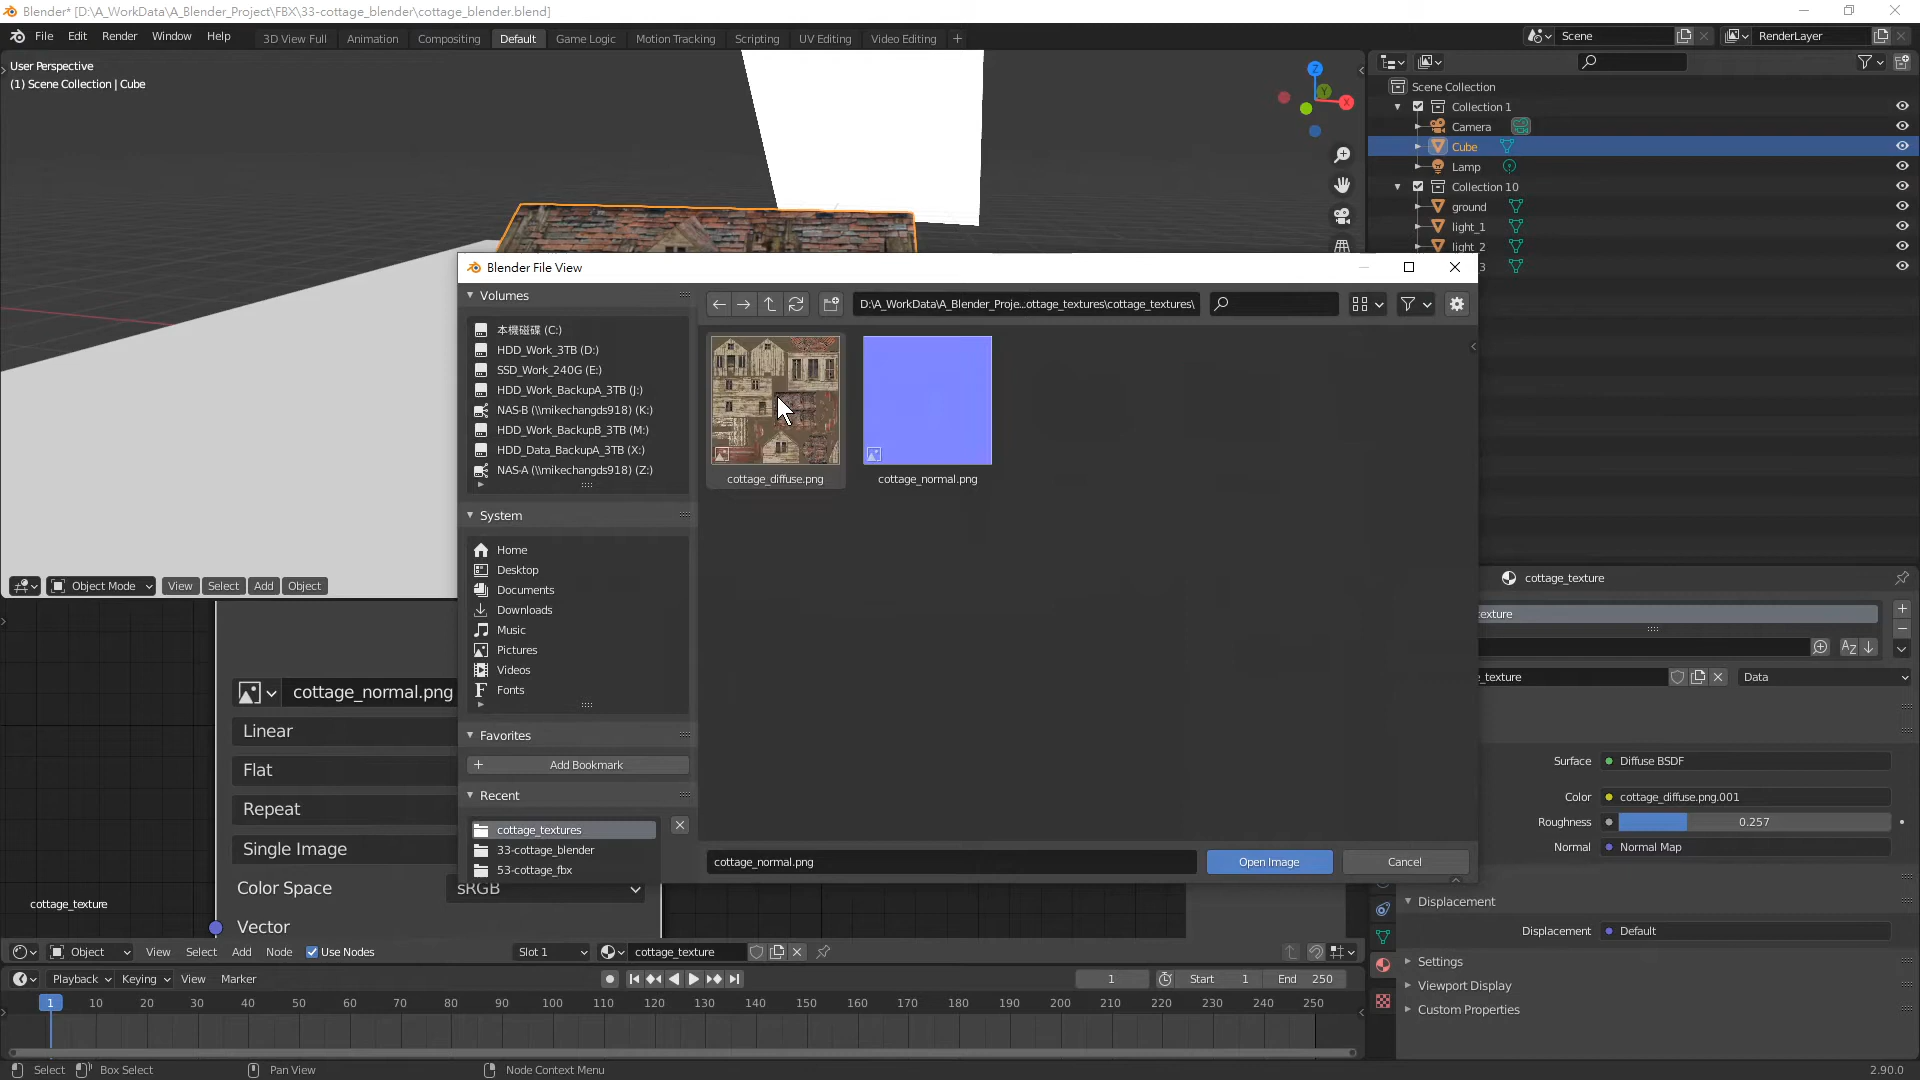 Blender* [D:\A_WorkData\A_Blender_Project\FBX\33-cottage_blender\cottage_blender.blend]
File Edit Render Window Help
3D View Full Animation Compositing Default Game Logic Motion Tracking Scripting UV Editing Video Editing +
Scene
RenderLayer
User Perspective
(1) Scene Collection | Cube
Z
Y
X
Scene Collection
Collection 1
Camera
Cube
Lamp
Collection 10
ground
light_1
light_2
3
Blender File View
Volumes
本機磁碟 (C:)
HDD_Work_3TB (D:)
SSD_Work_240G (E:)
HDD_Work_BackupA_3TB (J:)
NAS-B (\\mikechangds918) (K:)
HDD_Work_BackupB_3TB (M:)
HDD_Data_BackupA_3TB (X:)
NAS-A (\\mikechangds918) (Z:)
System
Home
Desktop
Documents
Downloads
Music
Pictures
Videos
Fonts
Favorites
Add Bookmark
Recent
cottage_textures
33-cottage_blender
53-cottage_fbx
D:\A_WorkData\A_Blender_Proje...ottage_textures\cottage_textures\
cottage_diffuse.png
cottage_normal.png
cottage_normal.png
Open Image
Cancel
Object Mode View Select Add Object
cottage_normal.png
Linear
Flat
Repeat
Single Image
Color Space sRGB
Vector
cottage_texture
cottage_texture
exture
e_texture
Data
Surface Diffuse BSDF
Color cottage_diffuse.png.001
Roughness 0.257
Normal Normal Map
Displacement
Displacement Default
Settings
Viewport Display
Custom Properties
Object View Select Add Node Use Nodes Slot 1 cottage_texture
Playback Keying View Marker 1 Start 1 End 250
1 10 20 30 40 50 60 70 80 90 100 110 120 130 140 150 160 170 180 190 200 210 220 230 240 250
Select Box Select Pan View Node Context Menu 2.90.0